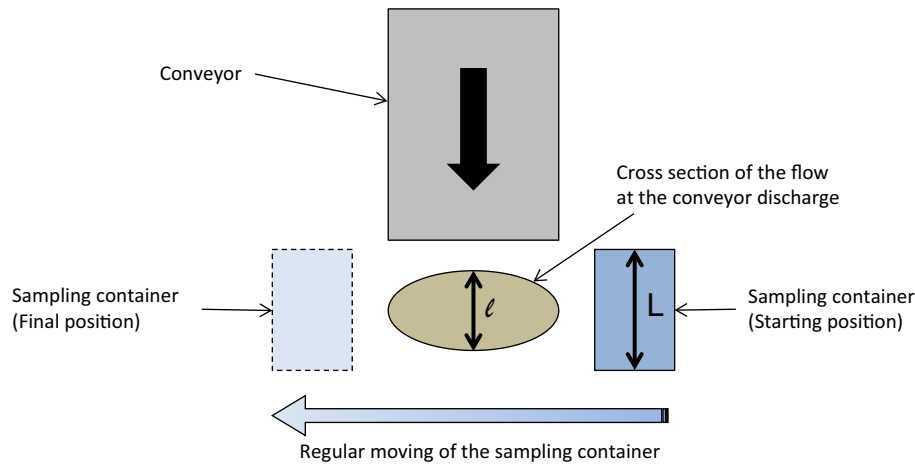 Conveyor
Cross section of the flow
at the conveyor discharge
Sampling container
(Final position)
ℓ
L
Sampling container
(Starting position)
Regular moving of the sampling container